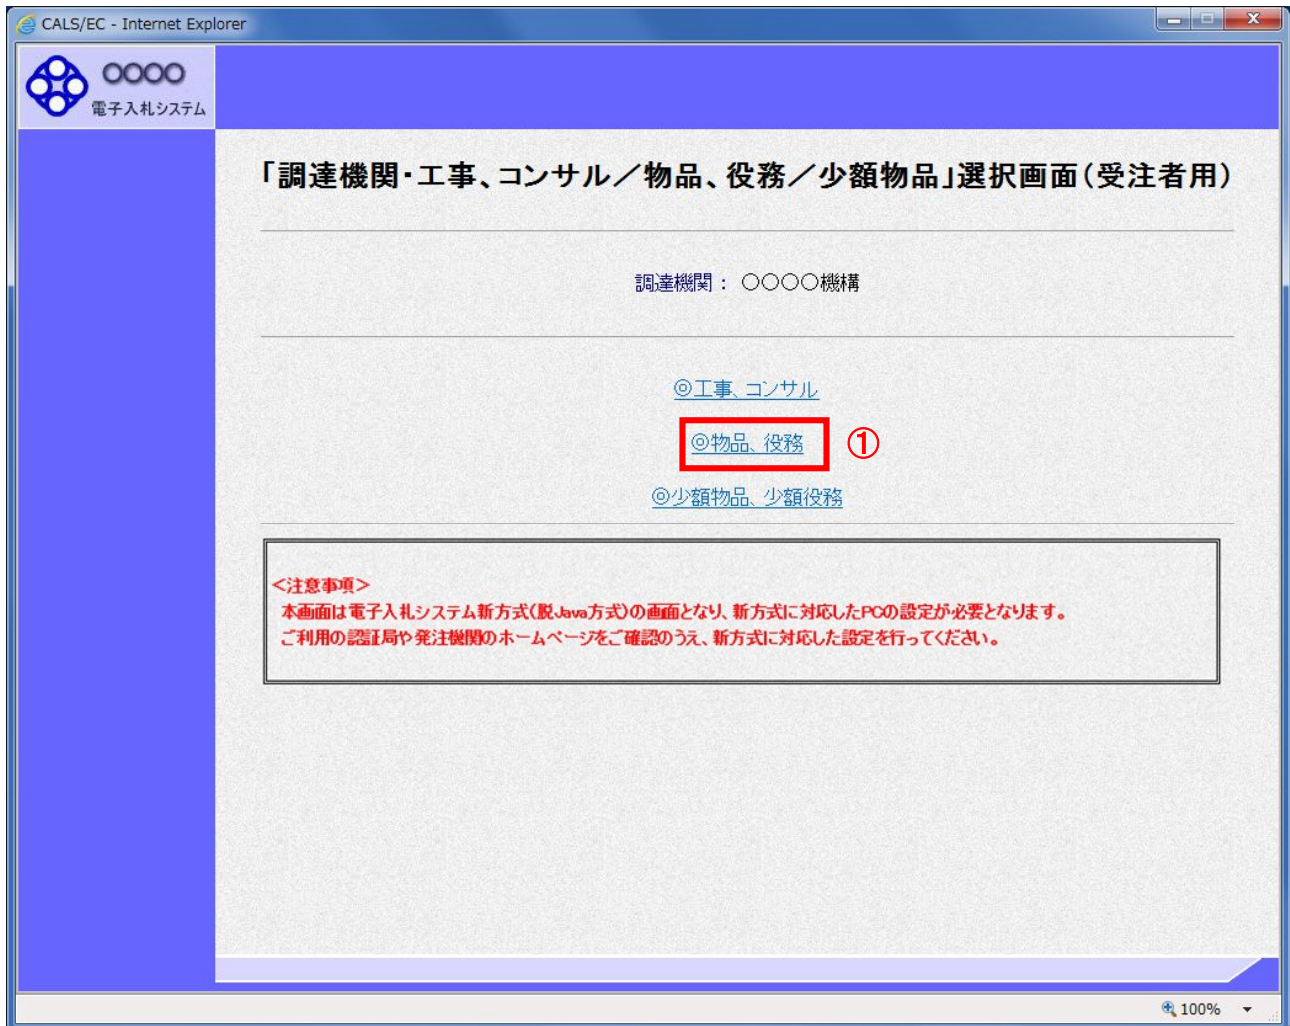 CALS/EC - Internet Explorer
〇〇〇〇
電子入札システム
「調達機関・工事、コンサル／物品、役務／少額物品」選択画面（受注者用）
調達機関： 〇〇〇〇機構
◎工事、コンサル
◎物品、役務
①
◎少額物品、少額役務
＜注意事項＞
本画面は電子入札システム新方式(脱Java方式)の画面となり、新方式に対応したPCの設定が必要となります。
ご利用の認証局や発注機関のホームページをご確認のうえ、新方式に対応した設定を行ってください。
100%